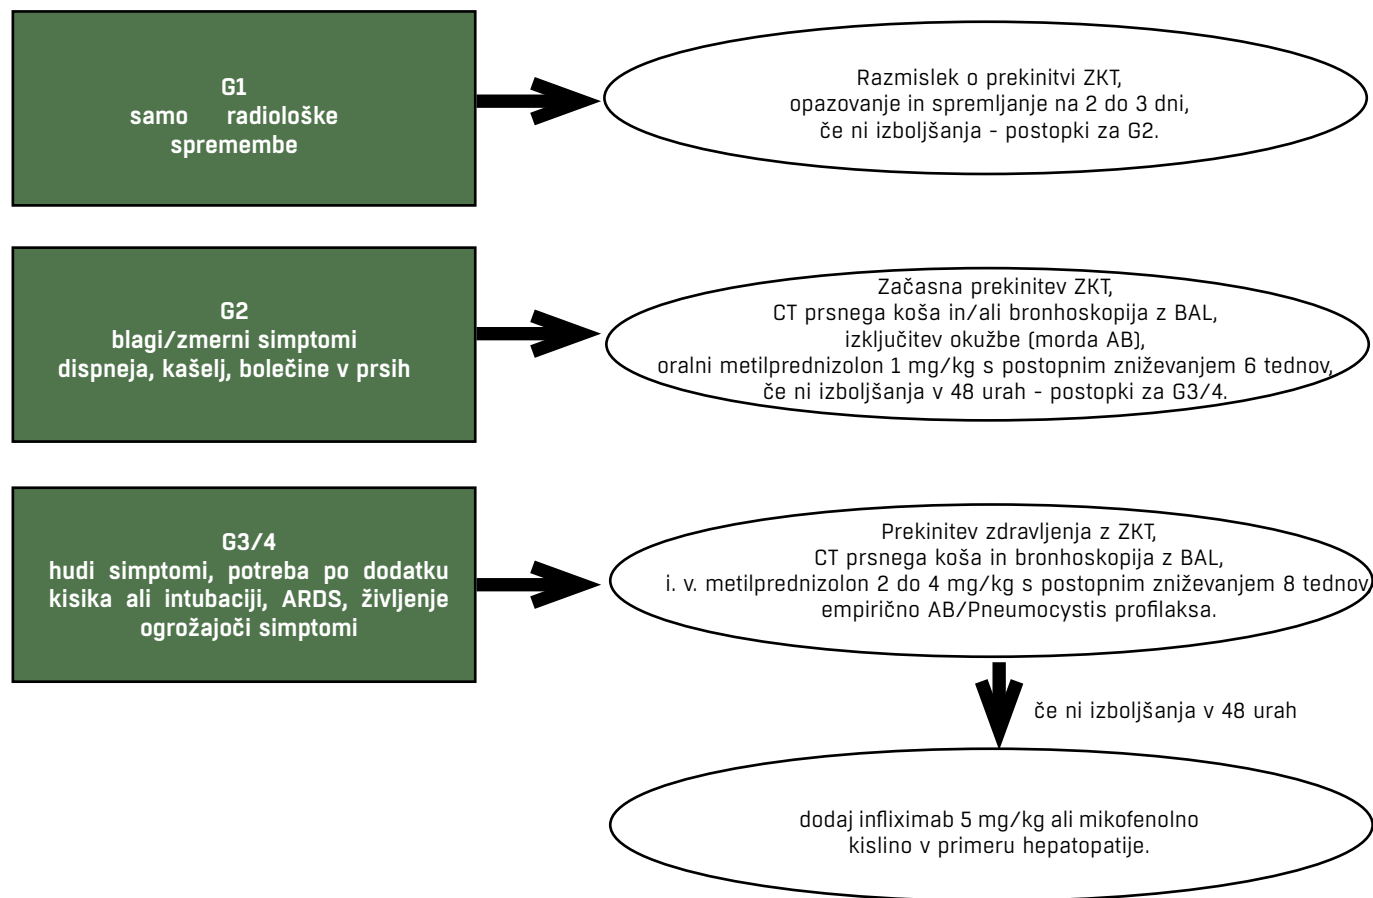 G1
samo radiološke
spremembe
Razmislek o prekinitvi ZKT,
opazovanje in spremljanje na 2 do 3 dni,
če ni izboljšanja - postopki za G2.
G2
blagi/zmerni simptomi
dispneja, kašelj, bolečine v prsih
Začasna prekinitev ZKT,
CT prsnega koša in/ali bronhoskopija z BAL,
izključitev okužbe (morda AB),
oralni metilprednizolon 1 mg/kg s postopnim zniževanjem 6 tednov,
če ni izboljšanja v 48 urah - postopki za G3/4.
G3/4
hudi simptomi, potreba po dodatku
kisika ali intubaciji, ARDS, življenje
ogrožajoči simptomi
Prekinitev zdravljenja z ZKT,
CT prsnega koša in bronhoskopija z BAL,
i. v. metilprednizolon 2 do 4 mg/kg s postopnim zniževanjem 8 tednov
empirično AB/Pneumocystis profilaksa.
če ni izboljšanja v 48 urah
dodaj infliximab 5 mg/kg ali mikofenolno
kislino v primeru hepatopatije.